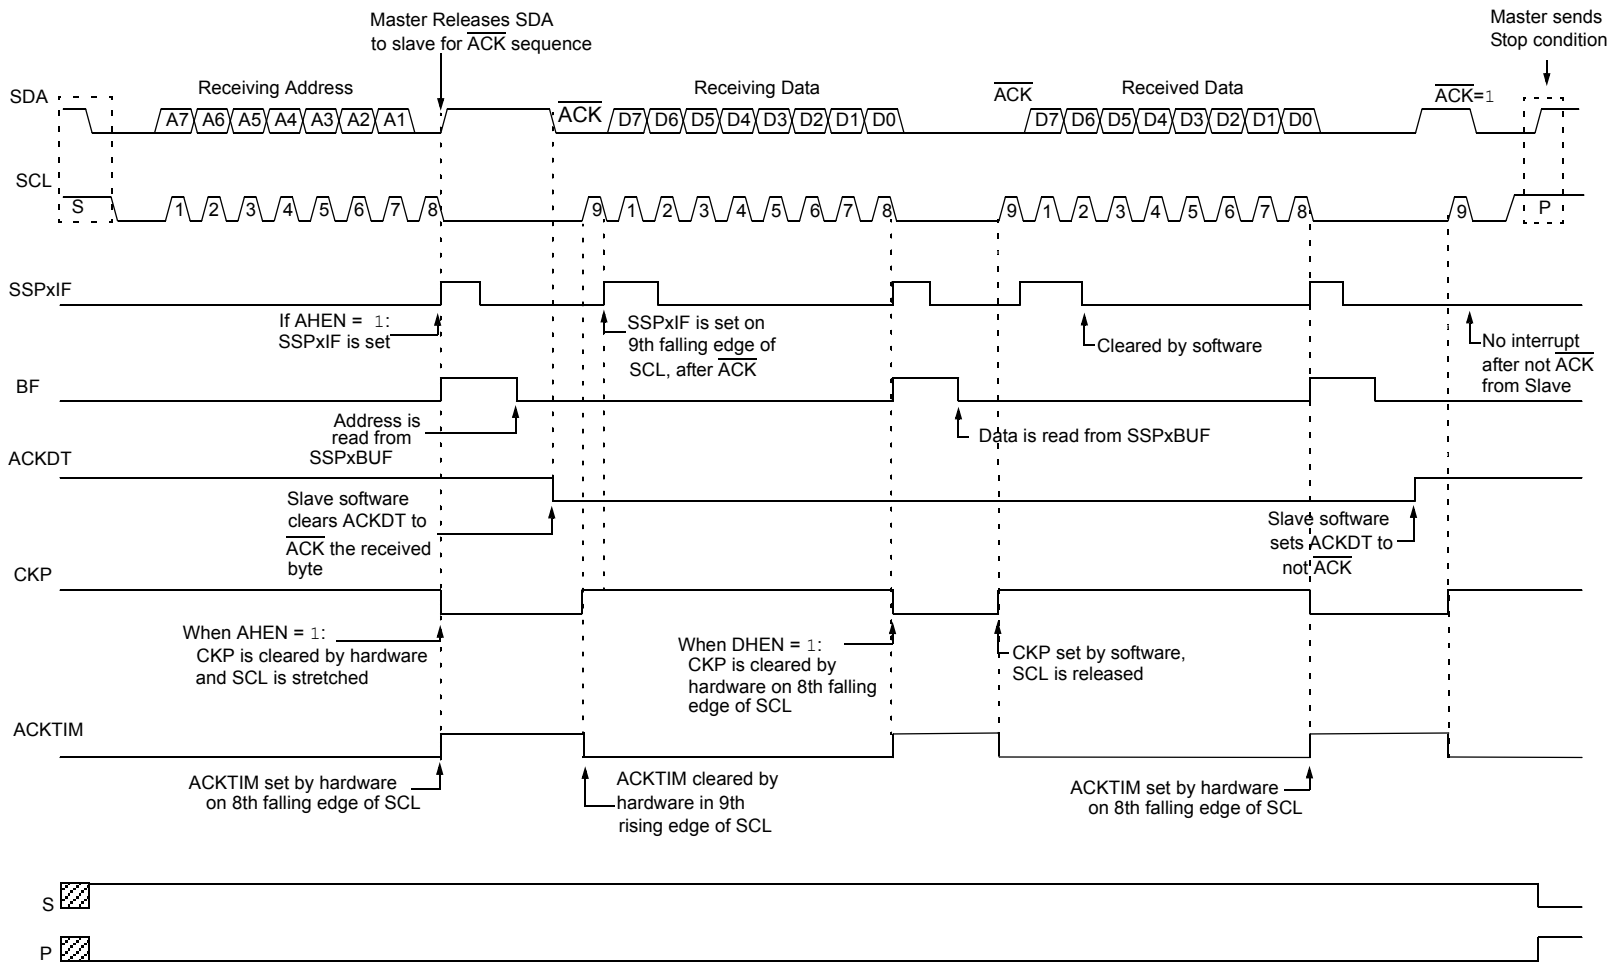 Master Releases SDA
to slave for ACK sequence
Master sends
Stop condition
SDA
Receiving Address
Receiving Data
ACK
Received Data
ACK=1
A7 A6 A5 A4 A3 A2 A1
ACK
D7 D6 D5 D4 D3 D2 D1 D0
D7 D6 D5 D4 D3 D2 D1 D0
SCL
S
1 2 3 4 5 6 7 8
9 1 2 3 4 5 6 7 8
9 1 2 3 4 5 6 7 8
9
P
SSPxIF
If AHEN = 1:
SSPxIF is set
SSPxIF is set on
9th falling edge of
SCL, after ACK
Cleared by software
No interrupt
after not ACK
from Slave
BF
Address is
read from
SSPxBUF
Data is read from SSPxBUF
ACKDT
Slave software
clears ACKDT to
ACK the received
byte
Slave software
sets ACKDT to
not ACK
CKP
When AHEN = 1:
CKP is cleared by hardware
and SCL is stretched
When DHEN = 1:
CKP is cleared by
hardware on 8th falling
edge of SCL
CKP set by software,
SCL is released
ACKTIM
ACKTIM set by hardware
on 8th falling edge of SCL
ACKTIM cleared by
hardware in 9th
rising edge of SCL
ACKTIM set by hardware
on 8th falling edge of SCL
S
P